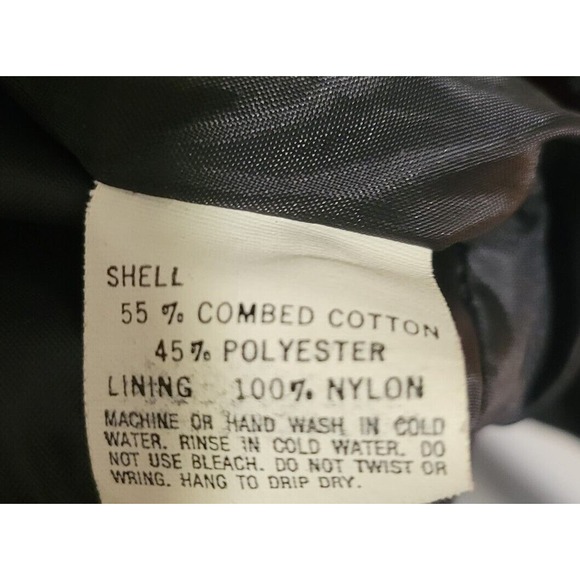 SHELL
55 % COMBED COTTON
45% POLYESTER
LINING 100% NYLON
MACHINE OR HAND WASH IN COLD
WATER. RINSE IN COLD WATER. DO
NOT USE BLEACH. DO NOT TWIST OR
WRING. HANG TO DRIP DRY.